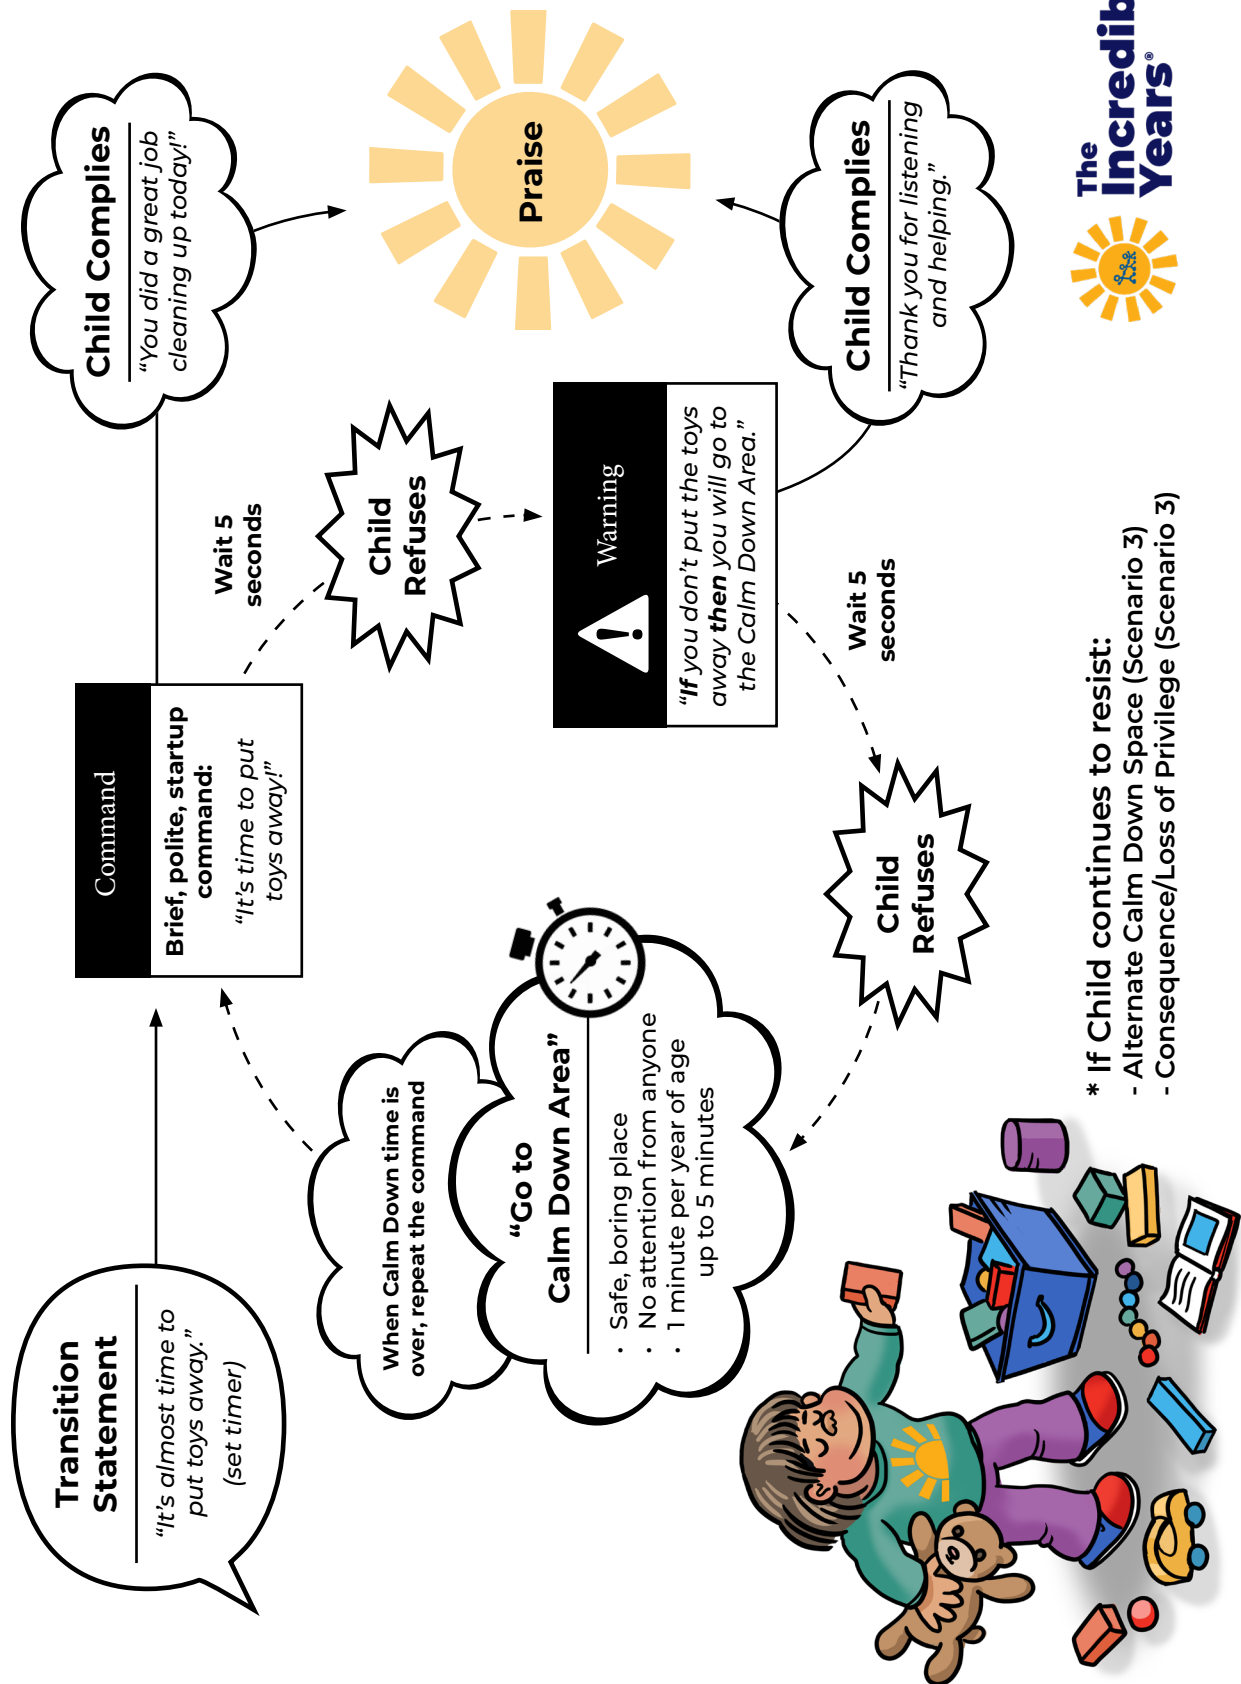 Transition
Statement
“It’s almost time to
put toys away.”
(set timer)
Command
Brief, polite, startup
command:
“It’s time to put
toys away!”
Child Complies
“You did a great job
cleaning up today!”
Wait 5
seconds
Child
Refuses
Praise
Warning
“If you don’t put the toys
away then you will go to
the Calm Down Area.”
Child Complies
“Thank you for listening
and helping.”
Wait 5
seconds
Child
Refuses
When Calm Down time is
over, repeat the command
“Go to
Calm Down Area”
· Safe, boring place
· No attention from anyone
· 1 minute per year of age
up to 5 minutes
* If Child continues to resist:
- Alternate Calm Down Space (Scenario 3)
- Consequence/Loss of Privilege (Scenario 3)
The
Incredib
Years®